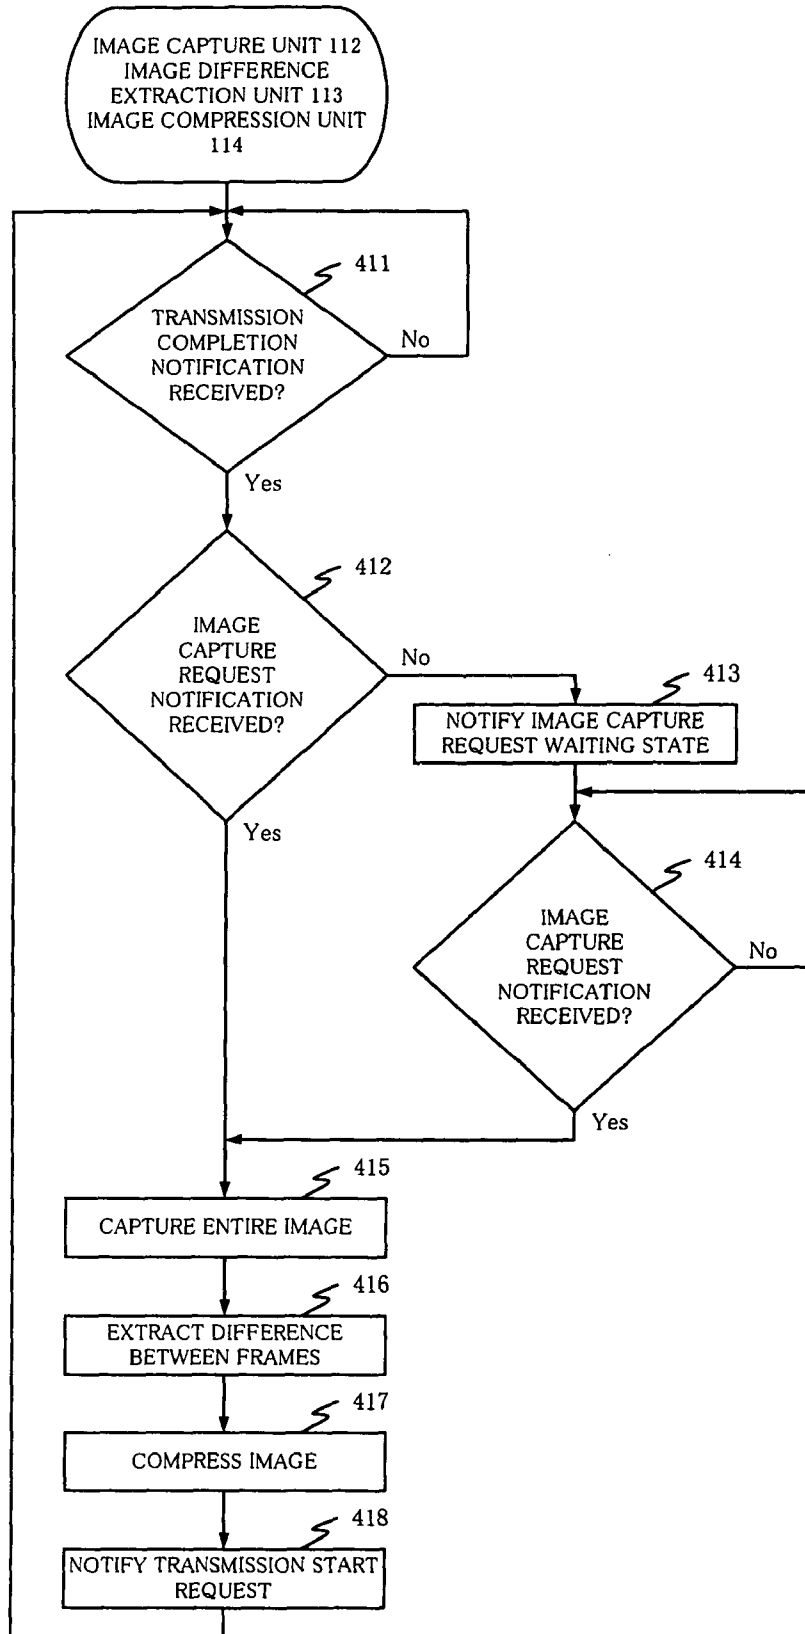 IMAGE CAPTURE UNIT 112
IMAGE DIFFERENCE
EXTRACTION UNIT 113
IMAGE COMPRESSION UNIT
114
411
TRANSMISSION
COMPLETION
NOTIFICATION
RECEIVED?
No
Yes
412
IMAGE
CAPTURE
REQUEST
NOTIFICATION
RECEIVED?
No
413
NOTIFY IMAGE CAPTURE
REQUEST WAITING STATE
Yes
414
IMAGE
CAPTURE
REQUEST
NOTIFICATION
RECEIVED?
No
Yes
415
CAPTURE ENTIRE IMAGE
416
EXTRACT DIFFERENCE
BETWEEN FRAMES
417
COMPRESS IMAGE
418
NOTIFY TRANSMISSION START
REQUEST